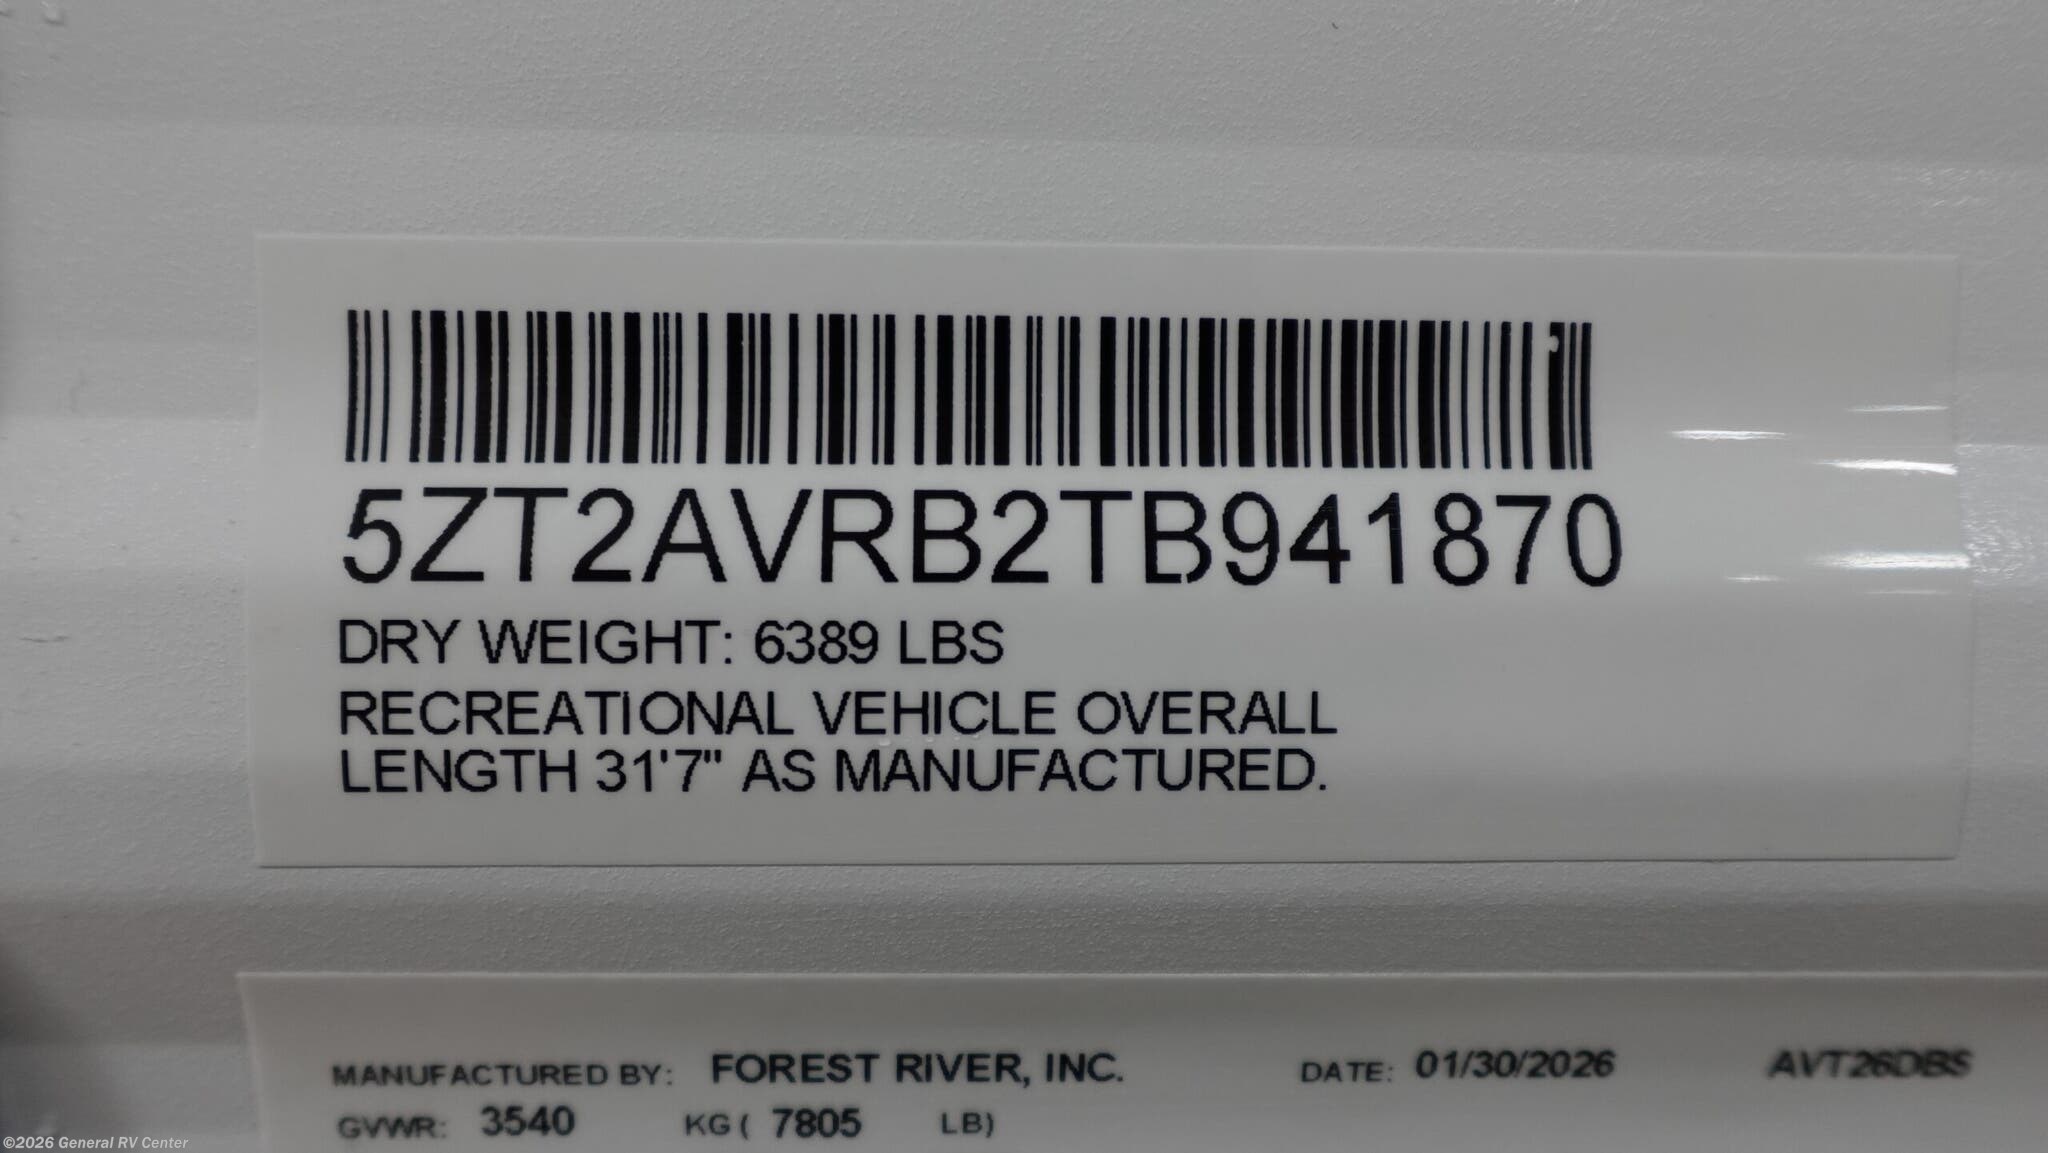 5ZT2AVRB2TB941870
DRY WEIGHT: 6389 LBS
RECREATIONAL VEHICLE OVERALL
LENGTH 31'7" AS MANUFACTURED.
MANUFACTURED BY: FOREST RIVER, INC. DATE: 01/30/2026 AVT26DBS
GVWR: 3540 KG ( 7805 LB)
©2026 General RV Center